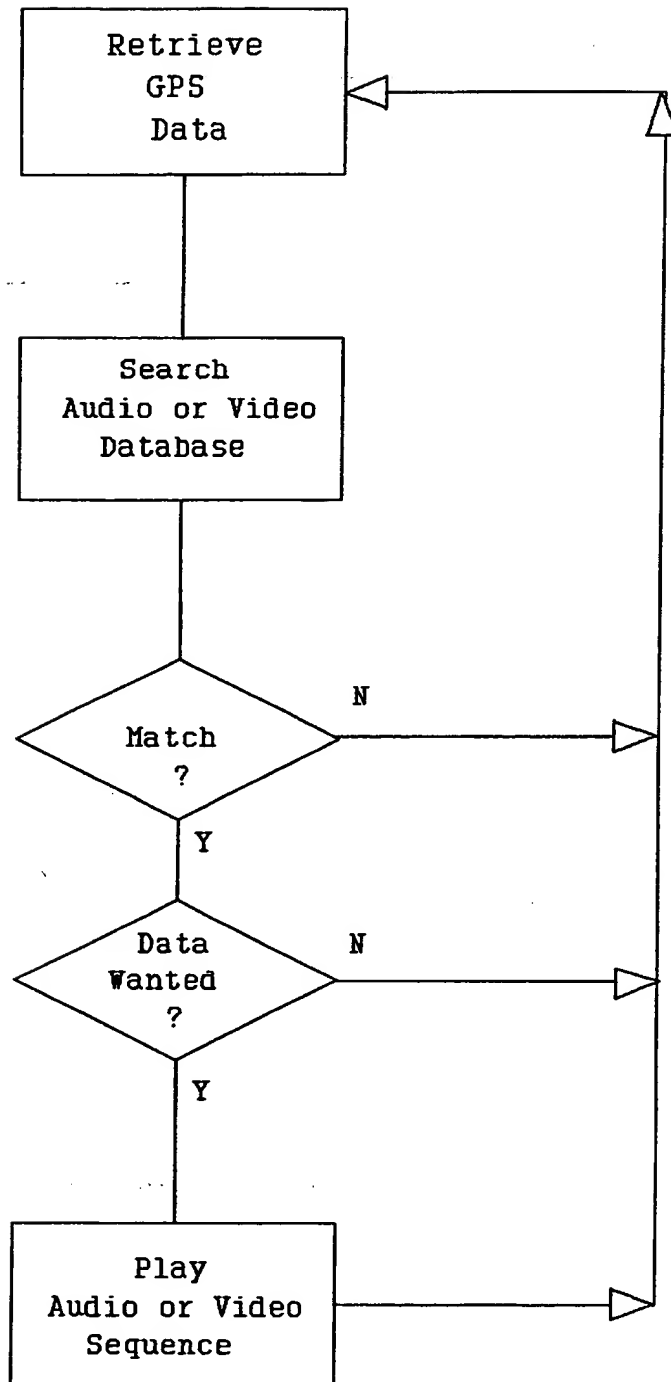 Retrieve
GPS
Data
Search
Audio or Video
Database
N
Match
?
Y
Data
Wanted
?
N
Y
Play
Audio or Video
Sequence